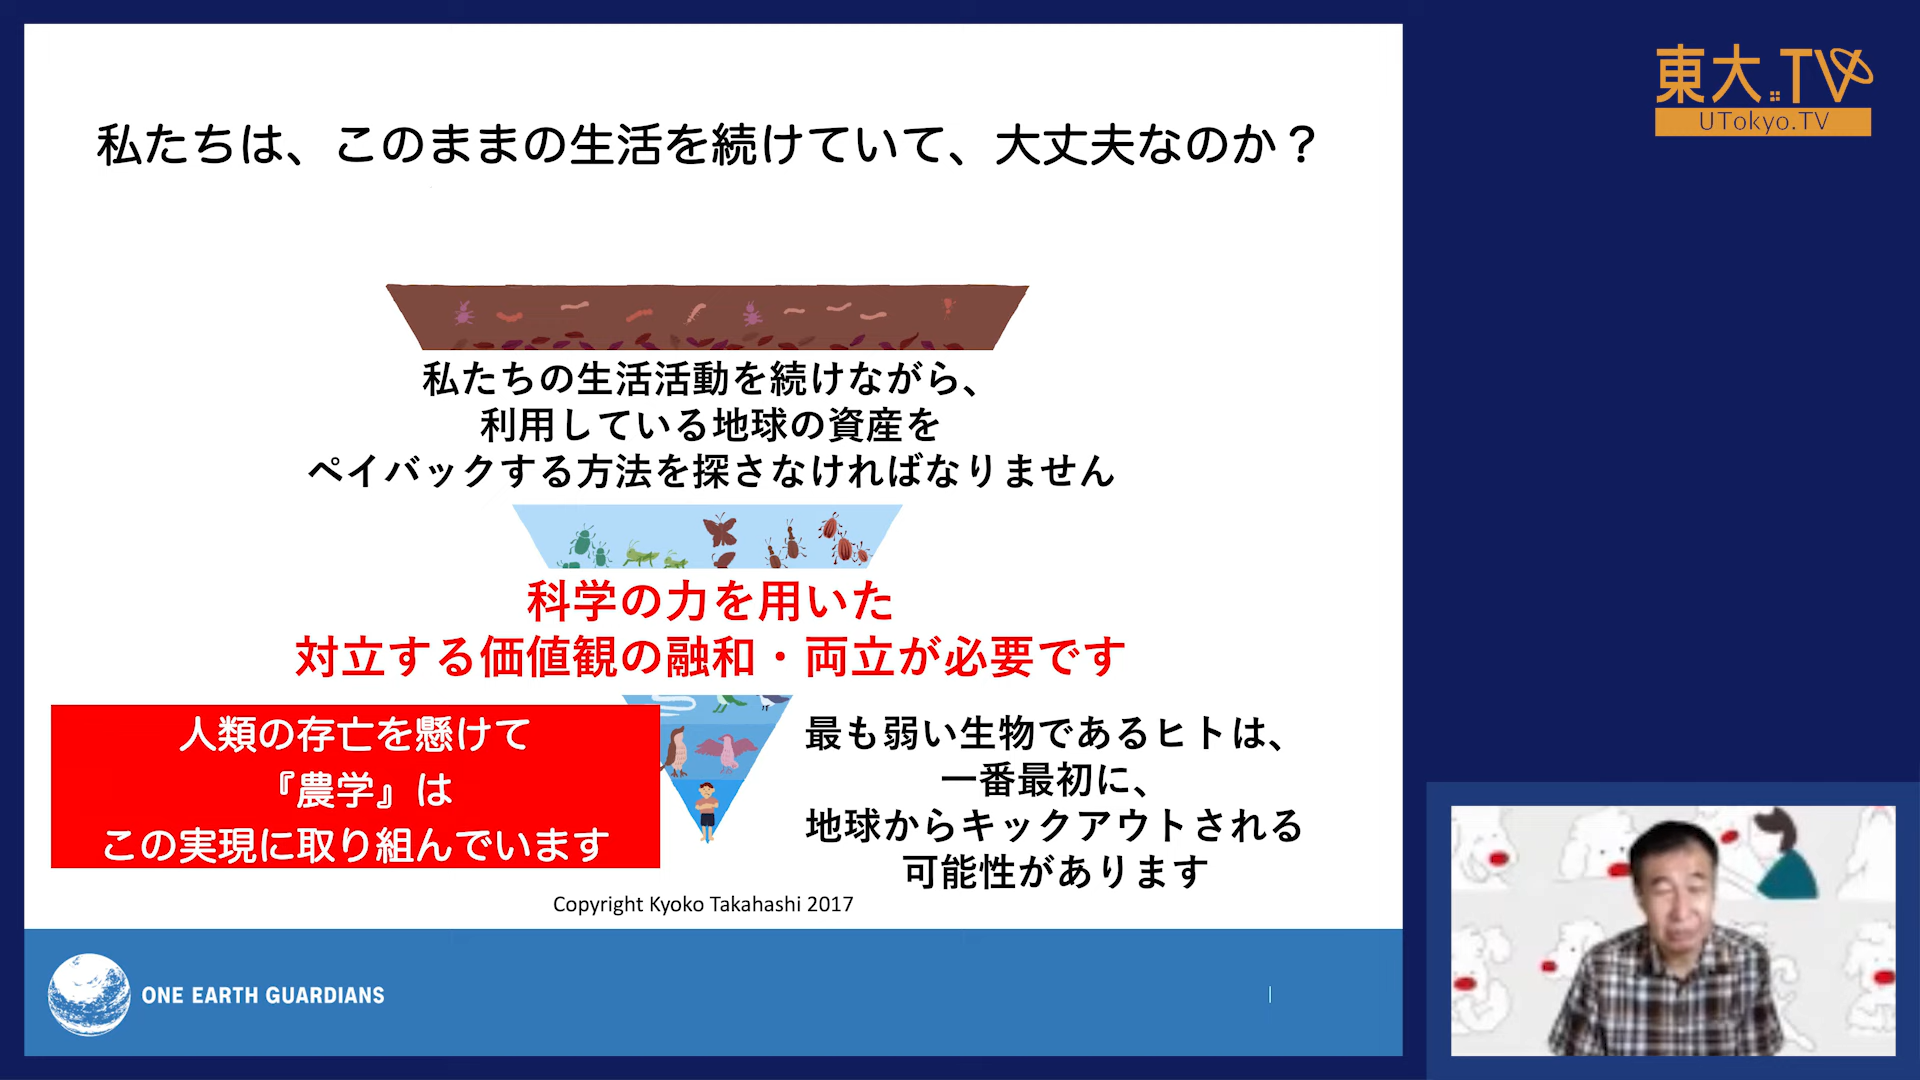 私たちは、このままの生活を続けていて、大丈夫なのか？
東大.TV
UTokyo.TV
私たちの生活活動を続けながら、
利用している地球の資産を
ペイバックする方法を探さなければなりません
科学の力を用いた
対立する価値観の融和・両立が必要です
人類の存亡を懸けて
『農学』は
この実現に取り組んでいます
最も弱い生物であるヒトは、
一番最初に、
地球からキックアウトされる
可能性があります
Copyright Kyoko Takahashi 2017
ONE EARTH GUARDIANS